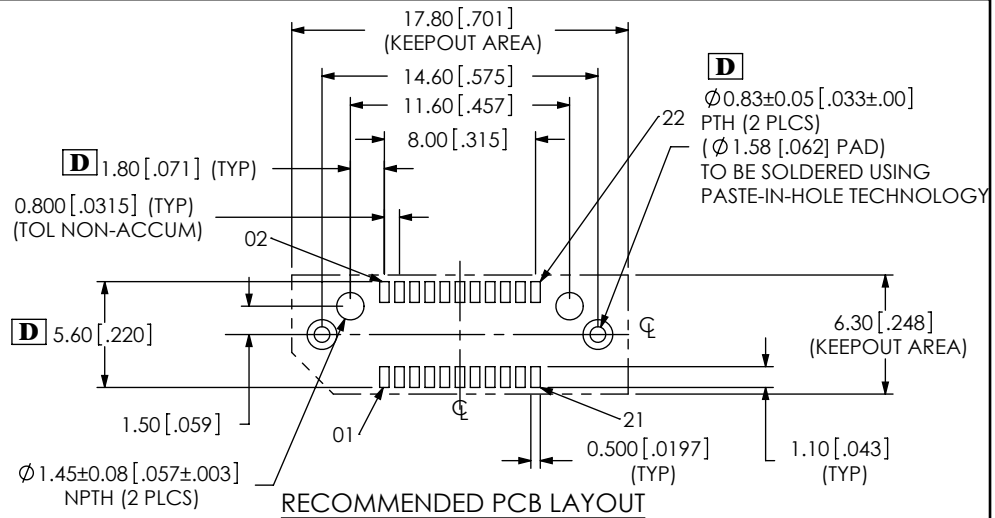 17.80 [.701]
(KEEPOUT AREA)
14.60 [.575]
11.60 [.457]
8.00 [.315]
D
Ø 0.83±0.05 [.033±.00]
PTH (2 PLCS)
(Ø 1.58 [.062] PAD)
TO BE SOLDERED USING
PASTE-IN-HOLE TECHNOLOGY
22
D 1.80 [.071] (TYP)
0.800 [.0315] (TYP)
(TOL NON-ACCUM)
02
D 5.60 [.220]
℄
6.30 [.248]
(KEEPOUT AREA)
1.50 [.059]
01
℄
21
0.500 [.0197]
(TYP)
1.10 [.043]
(TYP)
Ø 1.45±0.08 [.057±.003]
NPTH (2 PLCS)
RECOMMENDED PCB LAYOUT